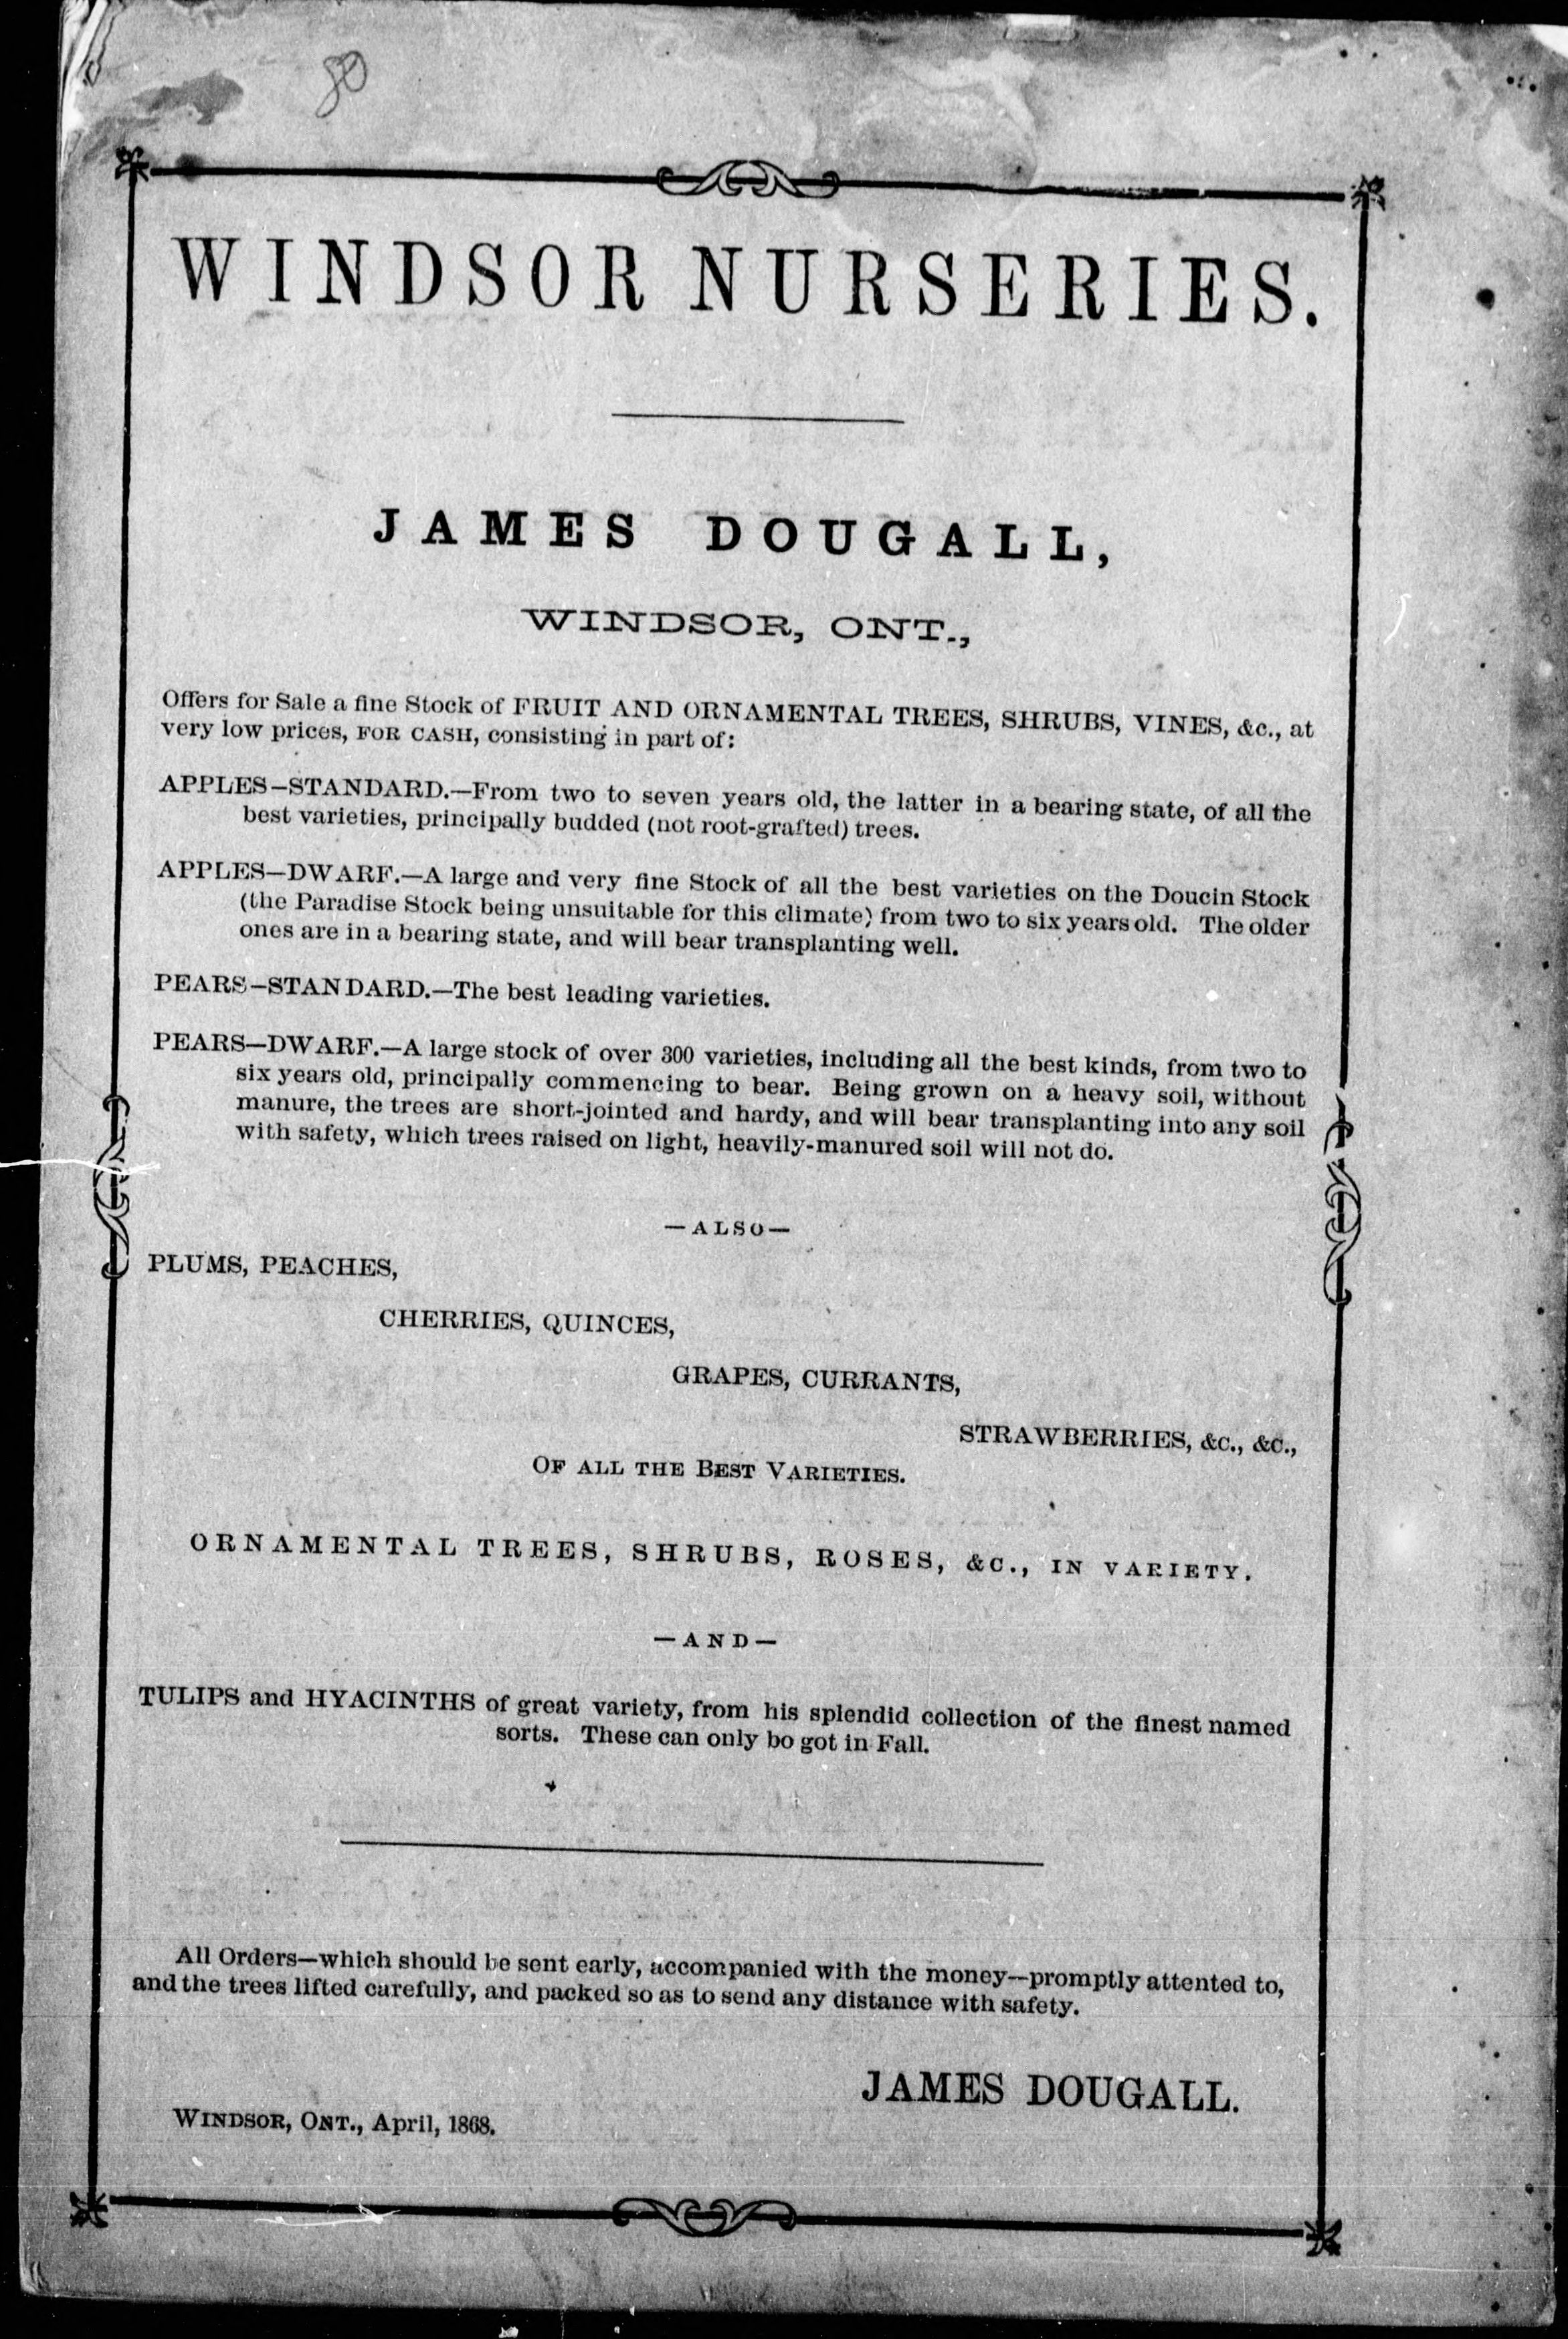 80
WINDSOR NURSERIES.
JAMES DOUGALL,
WINDSOR, ONT.,
Offers for Sale a fine Stock of FRUIT AND ORNAMENTAL TREES, SHRUBS, VINES, &c., at
very low prices, FOR CASH, consisting in part of:
APPLES–STANDARD.—From two to seven years old, the latter in a bearing state, of all the
best varieties, principally budded (not root-grafted) trees.
APPLES—DWARF.—A large and very fine Stock of all the best varieties on the Doucin Stock
(the Paradise Stock being unsuitable for this climate) from two to six years old. The older
ones are in a bearing state, and will bear transplanting well.
PEARS–STANDARD.—The best leading varieties.
PEARS—DWARF.—A large stock of over 300 varieties, including all the best kinds, from two to
six years old, principally commencing to bear. Being grown on a heavy soil, without
manure, the trees are short-jointed and hardy, and will bear transplanting into any soil
with safety, which trees raised on light, heavily-manured soil will not do.
—ALSO—
PLUMS, PEACHES,
CHERRIES, QUINCES,
GRAPES, CURRANTS,
STRAWBERRIES, &c., &c.,
OF ALL THE BEST VARIETIES.
ORNAMENTAL TREES, SHRUBS, ROSES, &C., IN VARIETY.
—AND—
TULIPS and HYACINTHS of great variety, from his splendid collection of the finest named
sorts. These can only bo got in Fall.
All Orders—which should be sent early, accompanied with the money—promptly attented to,
and the trees lifted carefully, and packed so as to send any distance with safety.
JAMES DOUGALL.
WINDSOR, ONT., April, 1868.